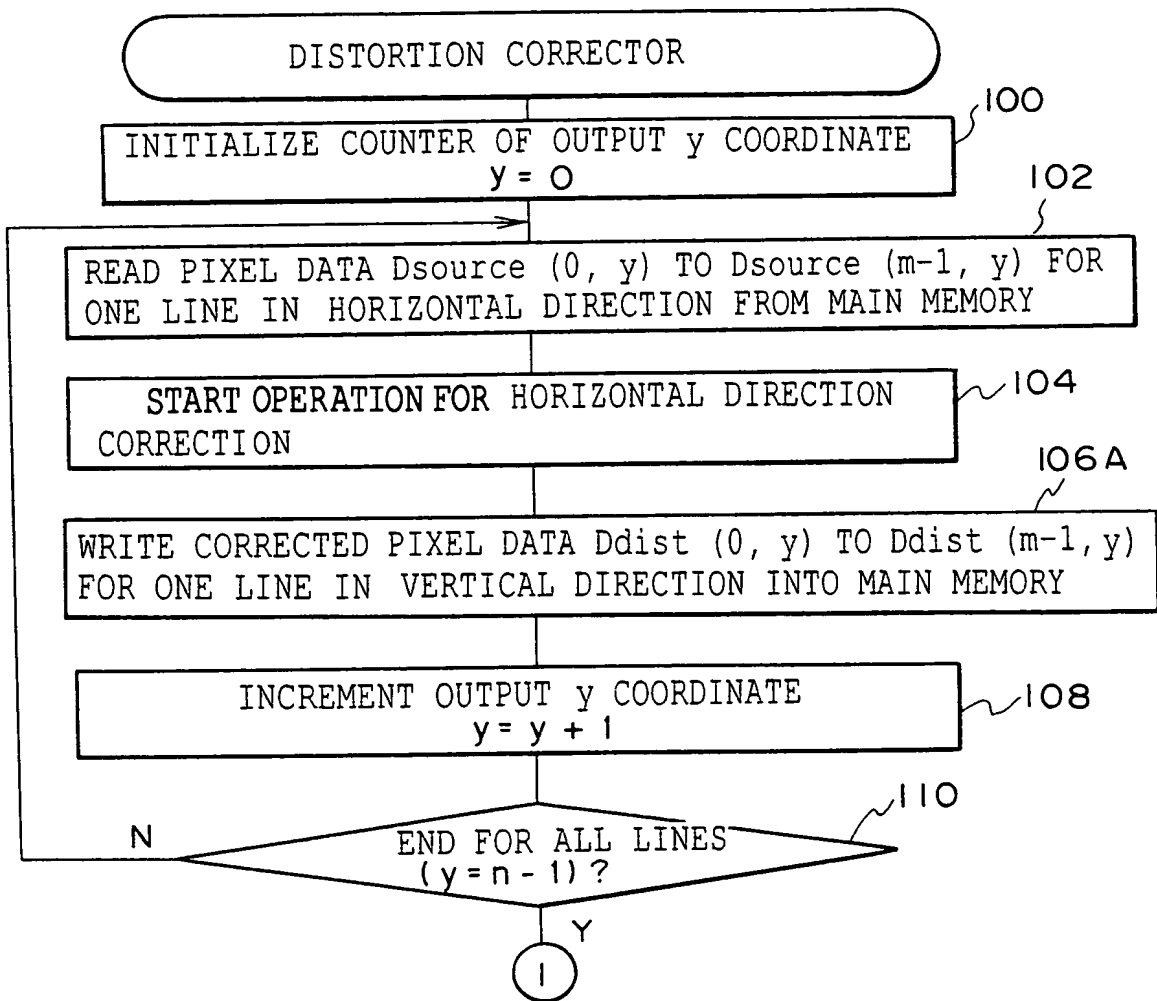 DISTORTION CORRECTOR
100
INITIALIZE COUNTER OF OUTPUT y COORDINATE
y = 0
102
READ PIXEL DATA Dsource (0, y) TO Dsource (m-1, y) FOR
ONE LINE IN HORIZONTAL DIRECTION FROM MAIN MEMORY
START OPERATION FOR HORIZONTAL DIRECTION
CORRECTION
104
106A
WRITE CORRECTED PIXEL DATA Ddist (0, y) TO Ddist (m-1, y)
FOR ONE LINE IN VERTICAL DIRECTION INTO MAIN MEMORY
INCREMENT OUTPUT y COORDINATE
y = y + 1
108
110
N
END FOR ALL LINES
(y = n - 1) ?
Y
1